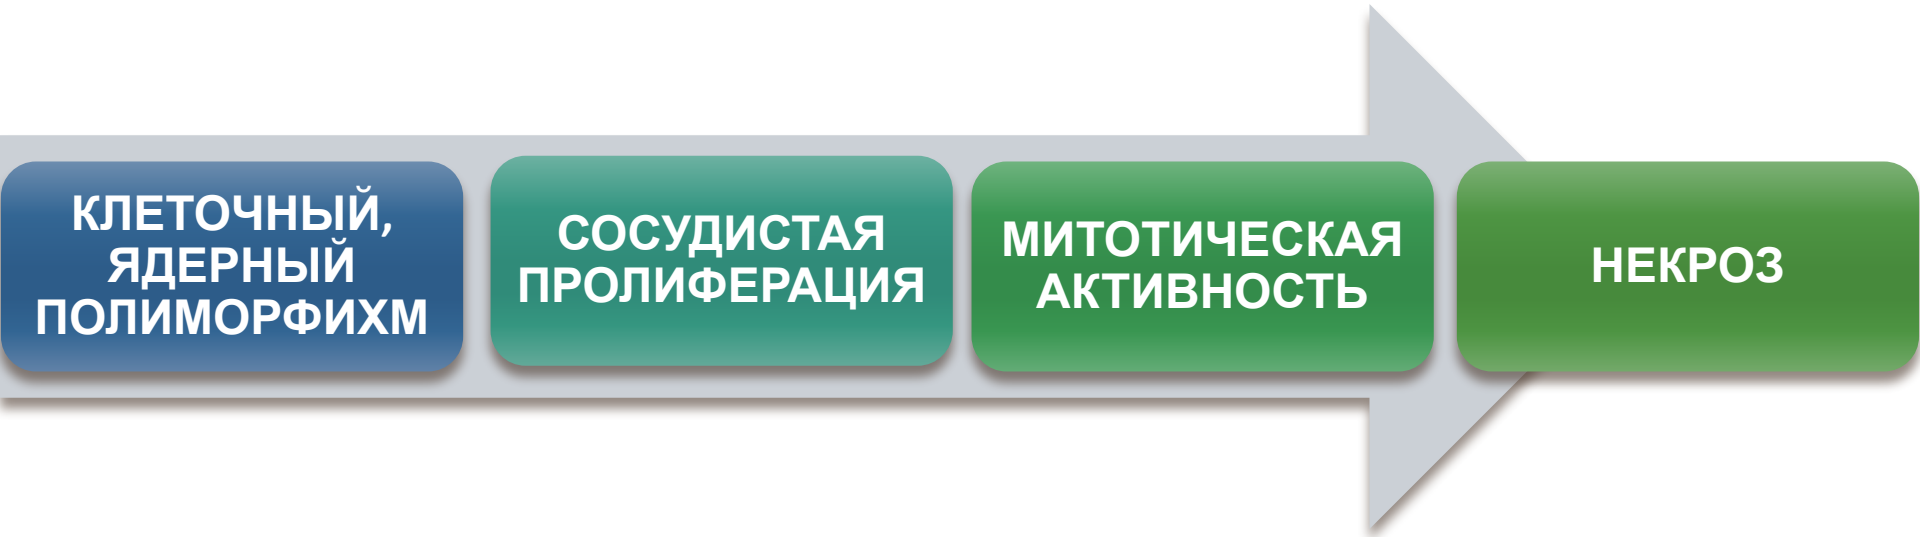 КЛЕТОЧНЫЙ,
ЯДЕРНЫЙ
ПОЛИМОРФИХМ
СОСУДИСТАЯ
ПРОЛИФЕРАЦИЯ
МИТОТИЧЕСКАЯ
АКТИВНОСТЬ
НЕКРОЗ